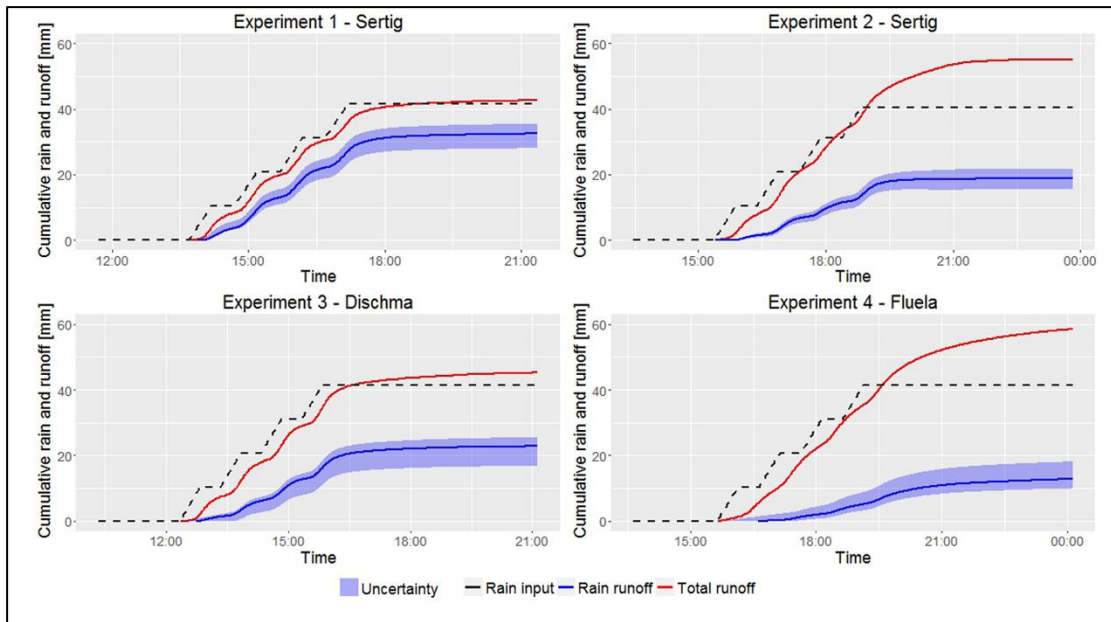 Experiment 1 - Sertig
Cumulative rain and runoff [mm]
60
40
20
0
12:00 15:00 18:00 21:00
Time
Experiment 2 - Sertig
Cumulative rain and runoff [mm]
60
40
20
0
15:00 18:00 21:00 00:00
Time
Experiment 3 - Dischma
Cumulative rain and runoff [mm]
60
40
20
0
12:00 15:00 18:00 21:00
Time
Experiment 4 - Fluela
Cumulative rain and runoff [mm]
60
40
20
0
15:00 18:00 21:00 00:00
Time
Uncertainty Rain input Rain runoff Total runoff